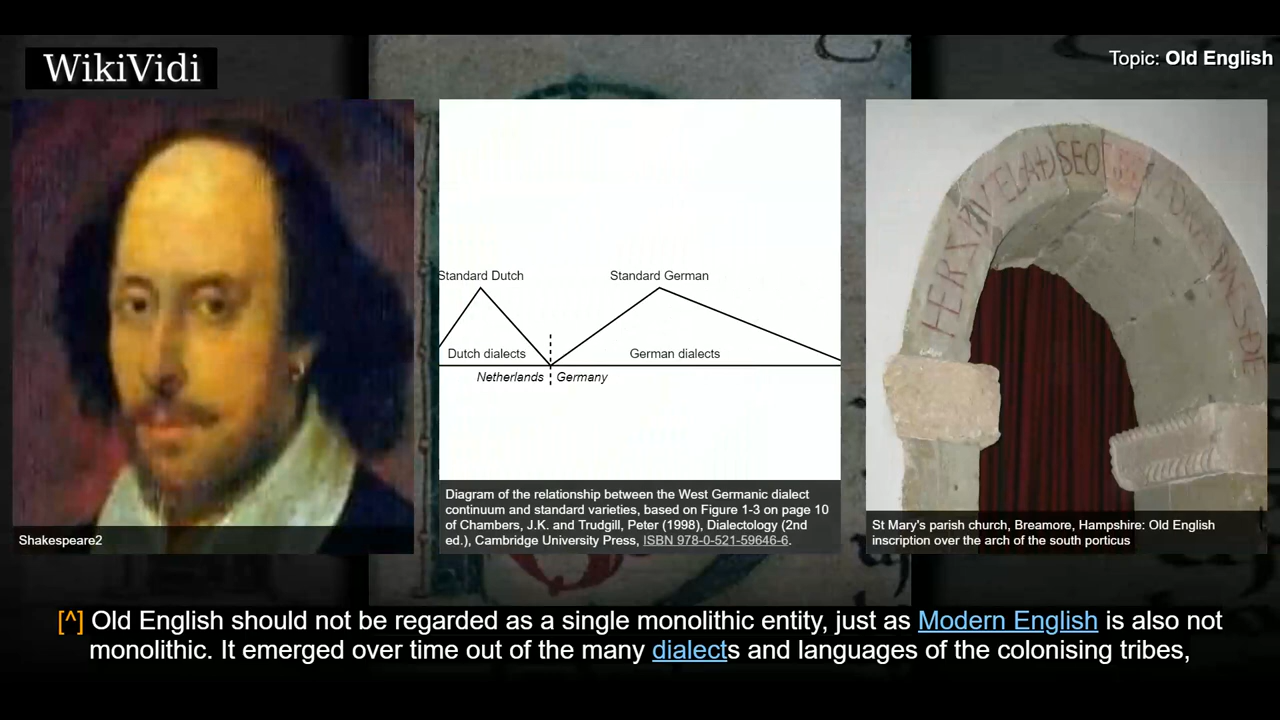 WikiVidi
Topic: Old English
Standard Dutch
Standard German
Dutch dialects
German dialects
Netherlands
Germany
Shakespeare2
Diagram of the relationship between the West Germanic dialect
continuum and standard varieties, based on Figure 1-3 on page 10
of Chambers, J.K. and Trudgill, Peter (1998), Dialectology (2nd
ed.), Cambridge University Press, ISBN 978-0-521-59646-6.
St Mary's parish church, Breamore, Hampshire: Old English
inscription over the arch of the south porticus
[^] Old English should not be regarded as a single monolithic entity, just as Modern English is also not
monolithic. It emerged over time out of the many dialects and languages of the colonising tribes,